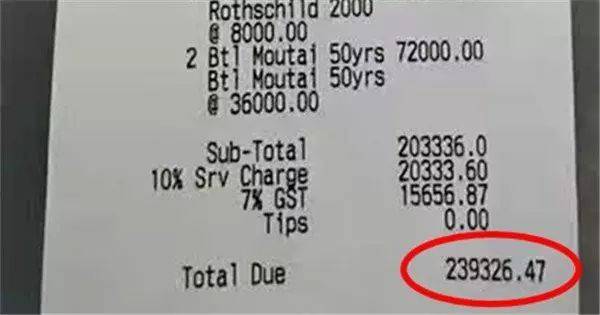 Rothschild 2000
@ 8000.00
2 Btl Moutai 50yrs 72000.00
Btl Moutai 50yrs
@ 36000.00
Sub-Total 203336.0
10% Srv Charge 20333.60
7% GST 15656.87
Tips 0.00
Total Due 239326.47